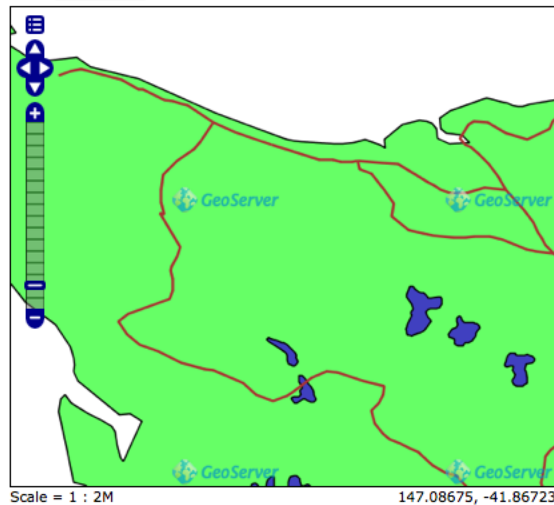 GeoServer
GeoServer
GeoServer
GeoServer
Scale = 1 : 2M
147.08675, -41.86723